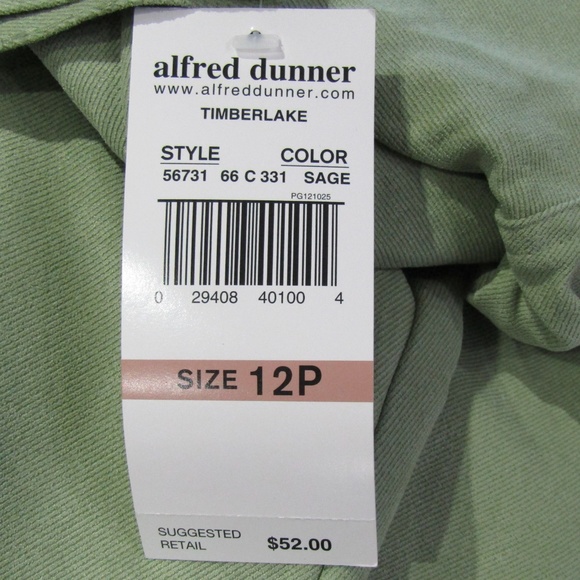 alfred dunner
www.alfreddunner.com
TIMBERLAKE
STYLE COLOR
56731 66 C 331 SAGE
PG121025
0 29408 40100 4
SIZE 12P
SUGGESTED
RETAIL $52.00